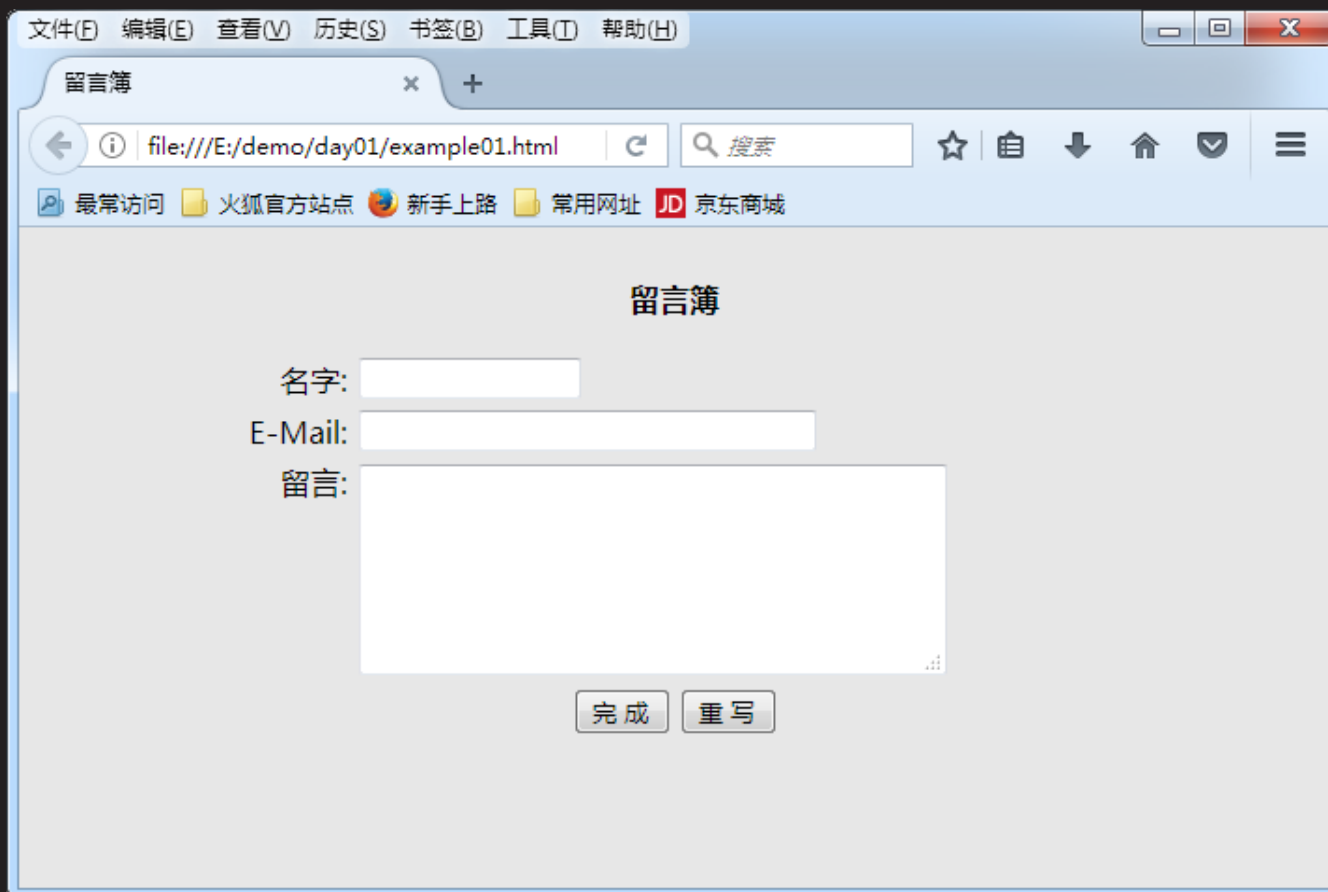 文件(F) 编辑(E) 查看(V) 历史(S) 书签(B) 工具(T) 帮助(H)
留言簿
file:///E:/demo/day01/example01.html 搜索
最常访问 火狐官方站点 新手上路 常用网址 JD 京东商城
留言簿
名字:
E-Mail:
留言:
完 成 重 写